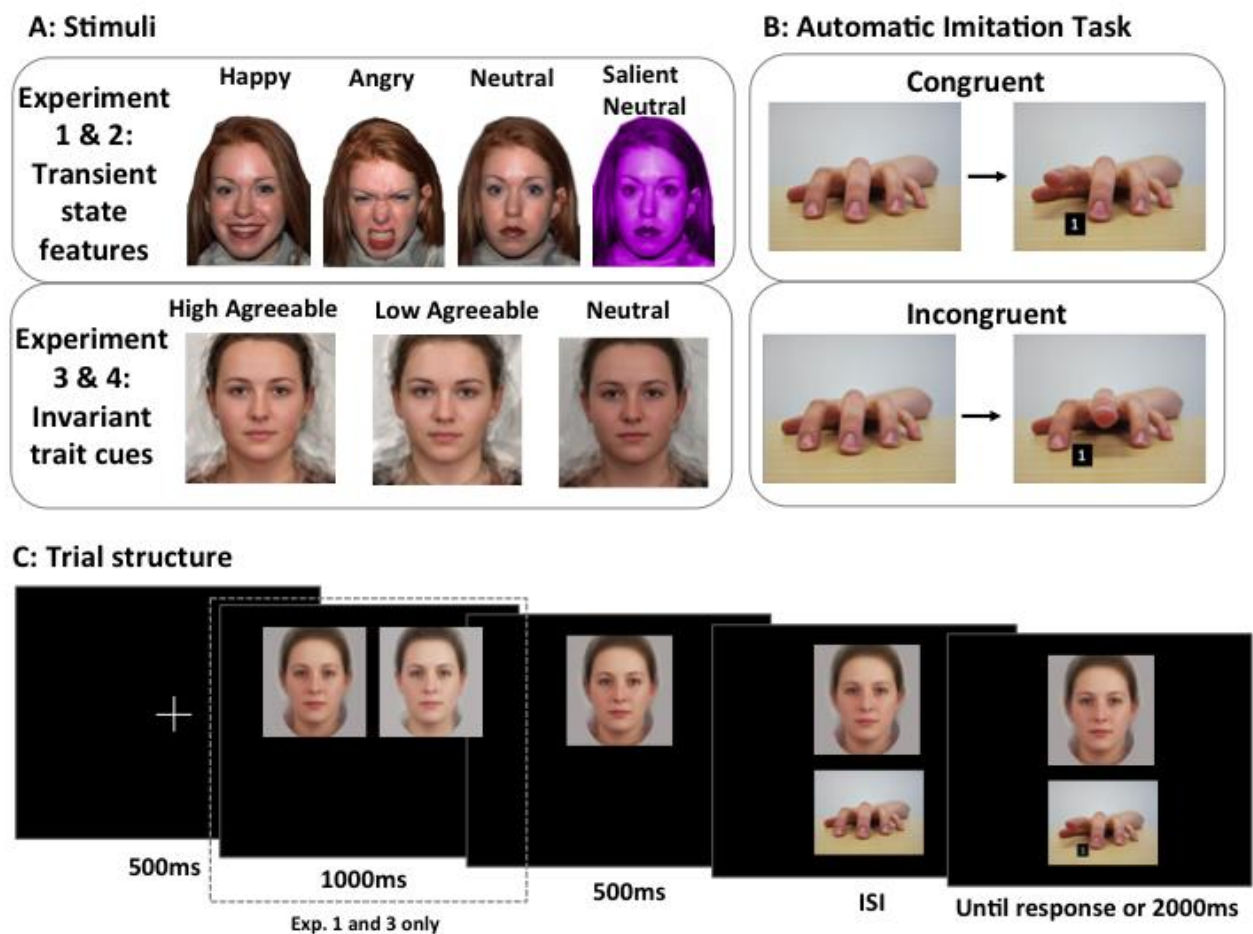 A: Stimuli
Experiment
1 & 2:
Transient
state
features
Happy
Angry
Neutral
Salient
Neutral
Experiment
3 & 4:
Invariant
trait cues
High Agreeable
Low Agreeable
Neutral
B: Automatic Imitation Task
Congruent
1
Incongruent
1
C: Trial structure
500ms
1000ms
Exp. 1 and 3 only
500ms
ISI
1
Until response or 2000ms